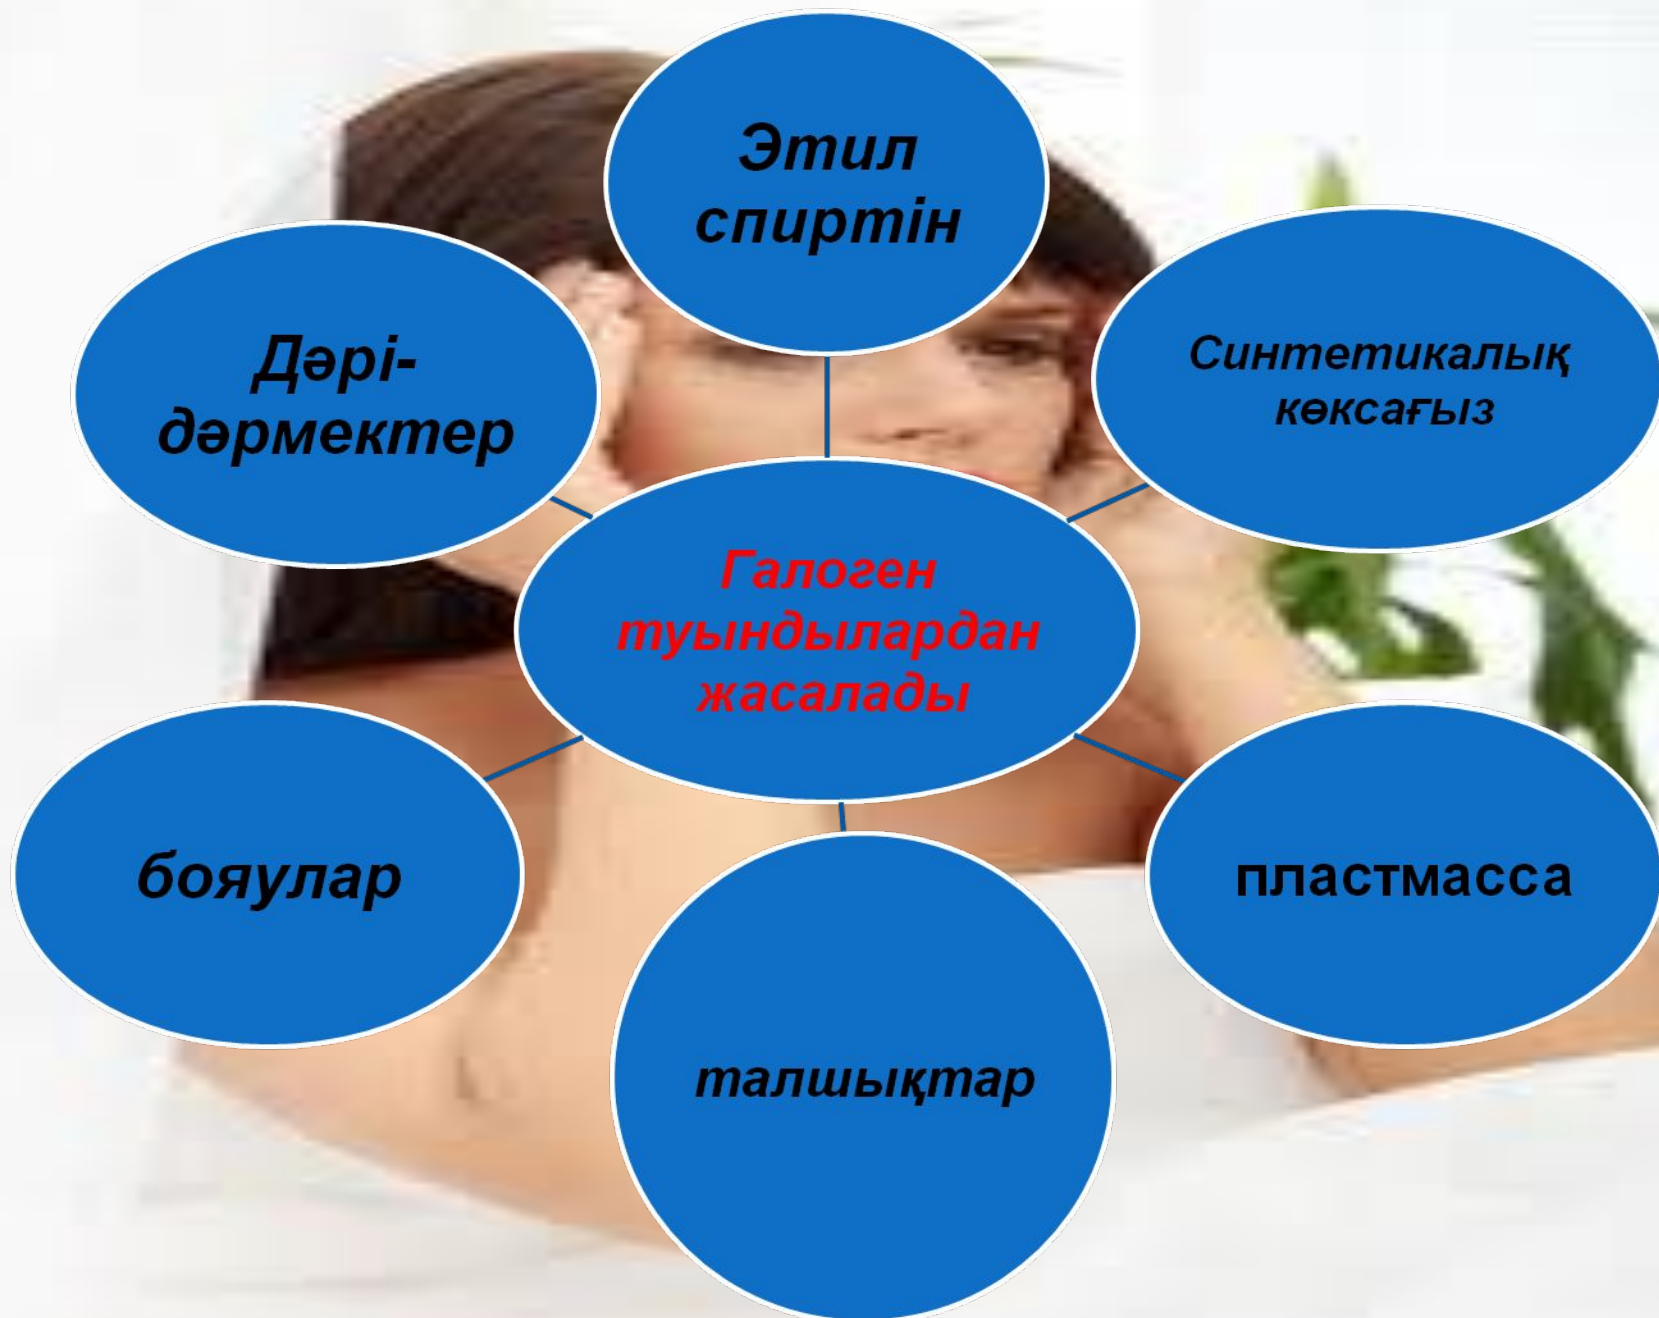 Этил
спиртін
Синтетикалық
көксағыз
Дәрі-
дәрмектер
Галоген
туындылардан
жасалады
бояулар
пластмасса
талшықтар